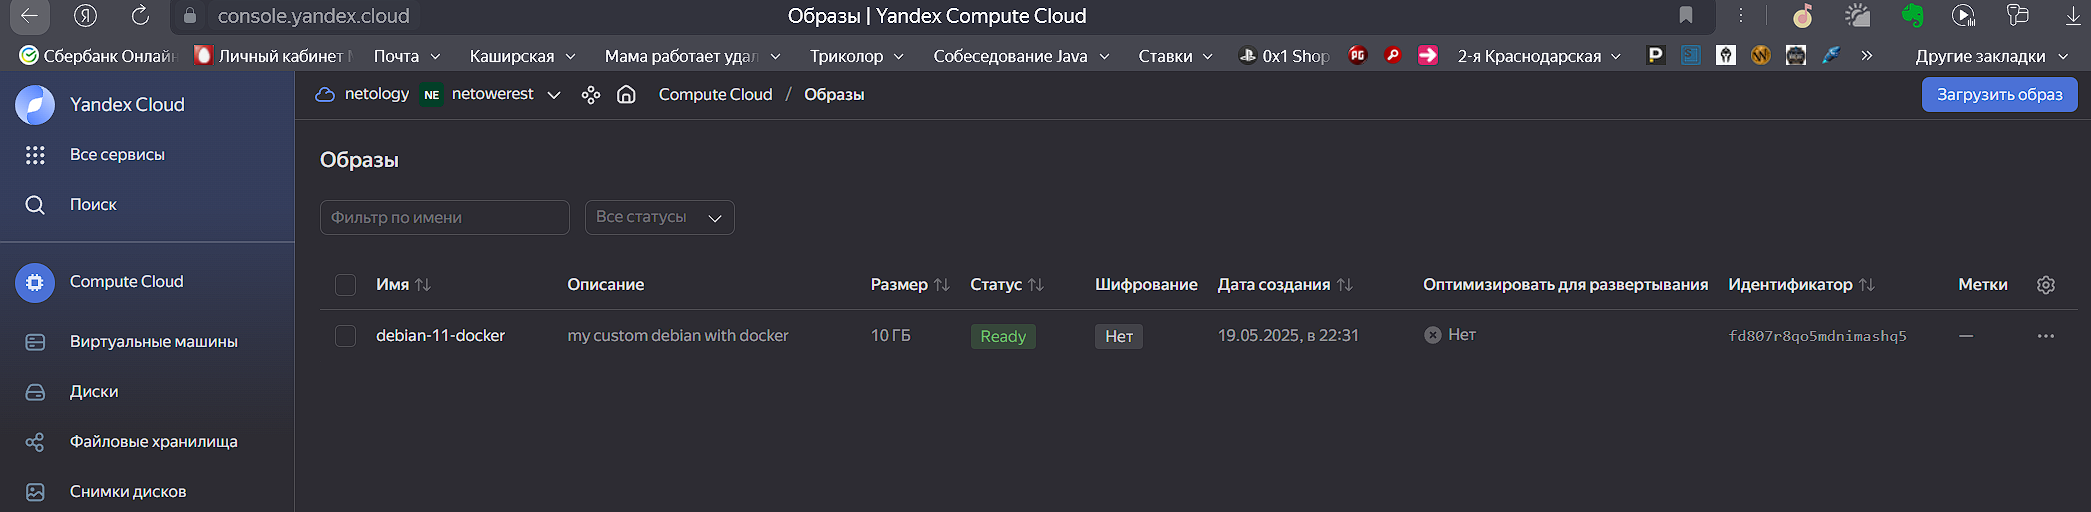 console.yandex.cloud
Образы | Yandex Compute Cloud
Сбербанк Онлайн
Личный кабинет
Почта
Каширская
Мама работает удал
Триколор
Собеседование Java
Ставки
0x1 Shop
2-я Краснодарская
Другие закладки
Yandex Cloud
Все сервисы
Поиск
Compute Cloud
Виртуальные машины
Диски
Файловые хранилища
Снимки дисков
netology NE netowerest Compute Cloud / Образы
Загрузить образ
Образы
Фильтр по имени
Все статусы
Имя Описание Размер Статус Шифрование Дата создания Оптимизировать для развертывания Идентификатор Метки
debian-11-docker my custom debian with docker 10 ГБ Ready Нет 19.05.2025, в 22:31 Нет fd807r8qo5mdnimashq5 —